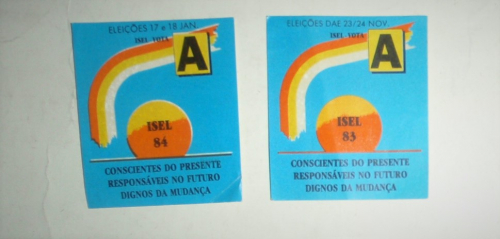 ELEIÇÕES 17 e 18 JAN.
ISEL VOTA
A
ISEL
84
CONSCIENTES DO PRESENTE
RESPONSÁVEIS NO FUTURO
DIGNOS DA MUDANÇA
ELEIÇÕES DAE 23/24 NOV.
ISEL VOTA
A
ISEL
83
CONSCIENTES DO PRESENTE
RESPONSÁVEIS NO FUTURO
DIGNOS DA MUDANÇA